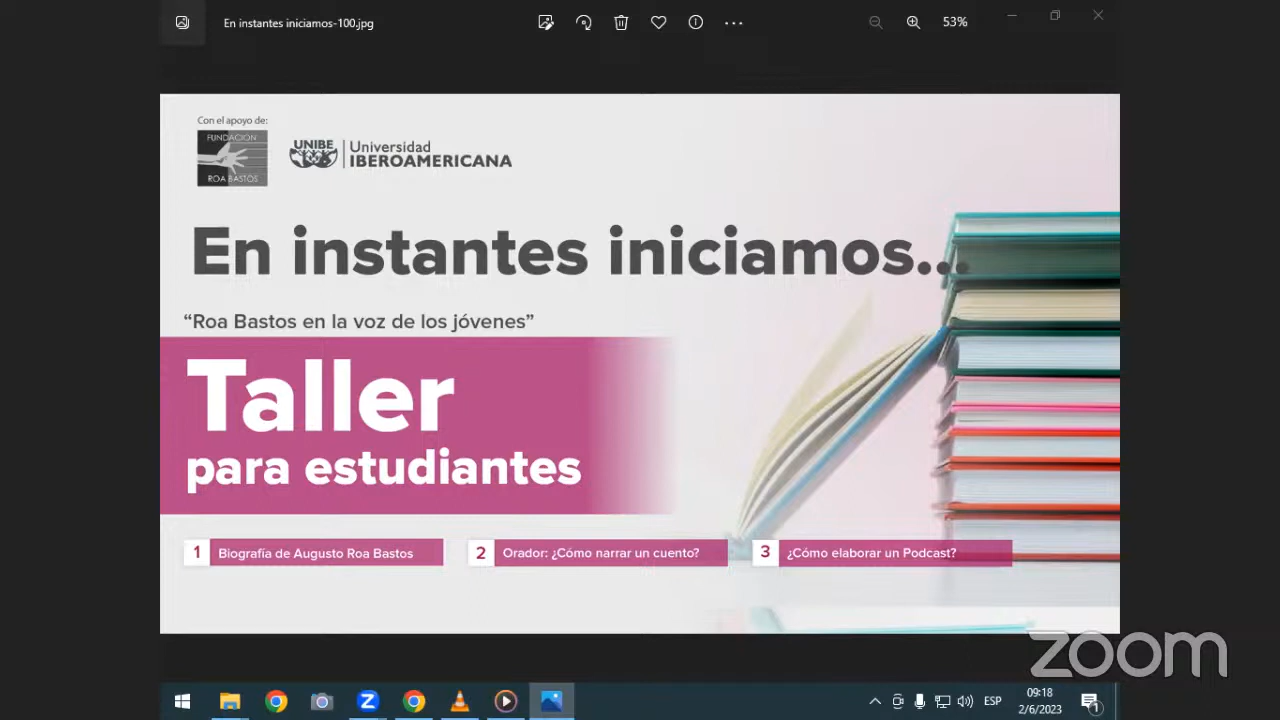 En instantes iniciamos-100.jpg
53%
Con el apoyo de:
FUNDACIÓN
ROA BASTOS
UNIBE
Universidad
IBEROAMERICANA
En instantes iniciamos...
“Roa Bastos en la voz de los jóvenes”
Taller
para estudiantes
1 Biografía de Augusto Roa Bastos
2 Orador: ¿Cómo narrar un cuento?
3 ¿Cómo elaborar un Podcast?
zoom
Z
ESP
09:18
2/6/2023
1